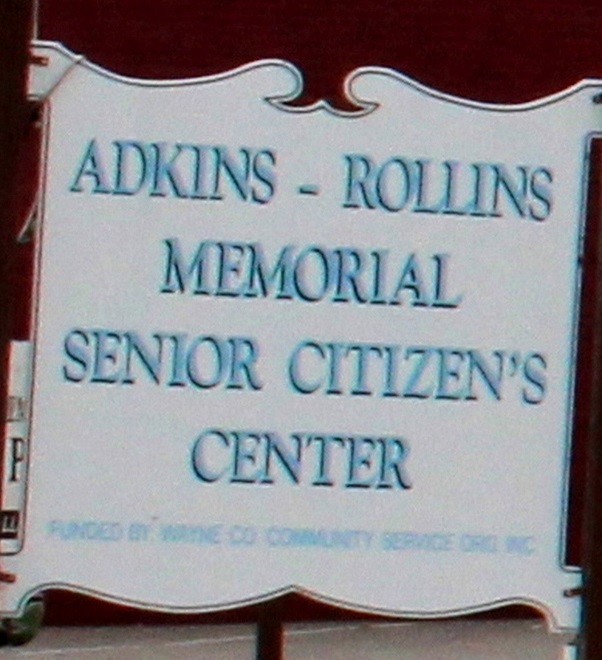 ADKINS - ROLLINS
MEMORIAL
SENIOR CITIZEN'S
CENTER
FUNDED BY WAYNE CO. COMMUNITY SERVICE ORG. INC
P